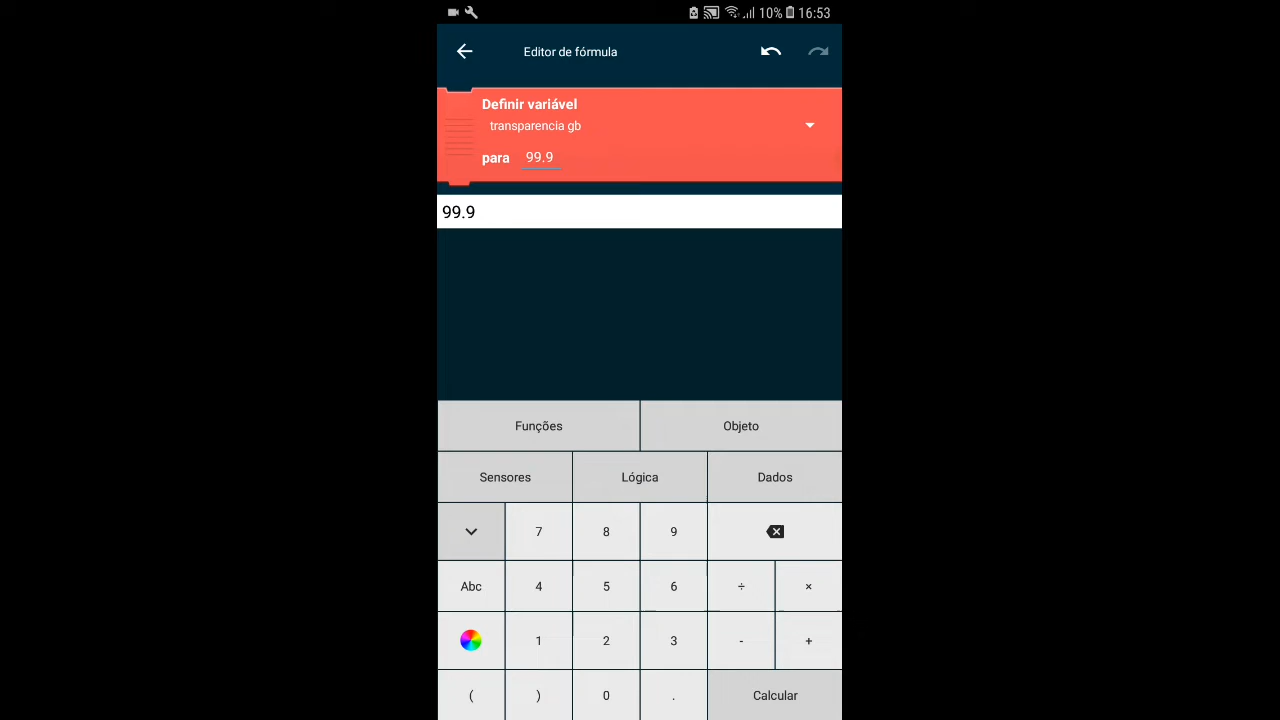 10% 16:53
Editor de fórmula
Definir variável
transparencia gb
para 99.9
99.9
Funções Objeto
Sensores Lógica Dados
7 8 9
Abc 4 5 6 ÷ ×
1 2 3 - +
( ) 0 . Calcular